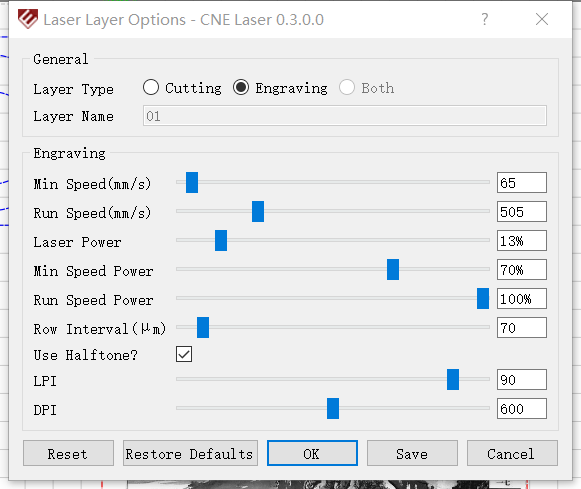 Laser Layer Options - CNE Laser 0.3.0.0
General
Layer Type Cutting Engraving Both
Layer Name 01
Engraving
Min Speed(mm/s) 65
Run Speed(mm/s) 505
Laser Power 13%
Min Speed Power 70%
Run Speed Power 100%
Row Interval(μm) 70
Use Halftone?
LPI 90
DPI 600
Reset Restore Defaults OK Save Cancel